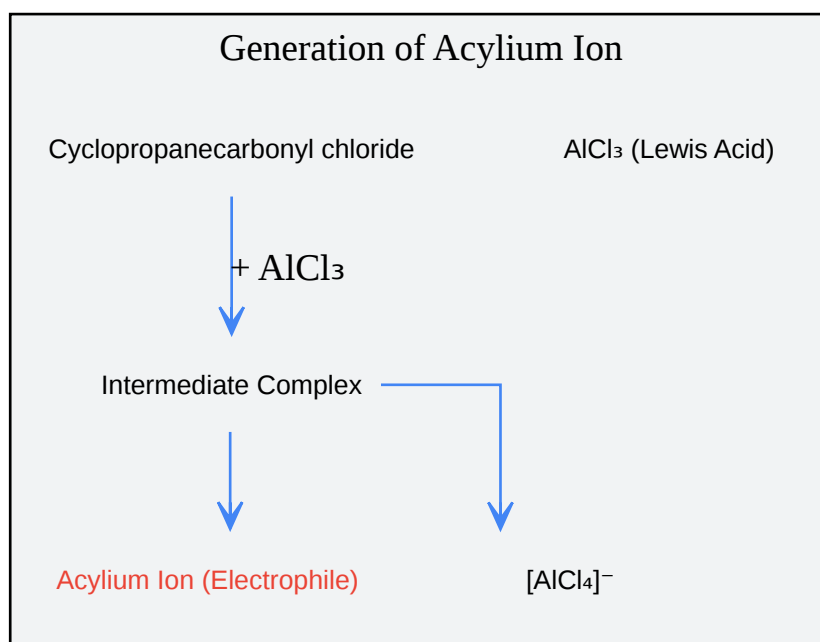 Generation of Acylium Ion
Cyclopropanecarbonyl chloride
AlCl₃ (Lewis Acid)
+ AlCl₃
Intermediate Complex
Acylium Ion (Electrophile)
[AlCl₄]⁻